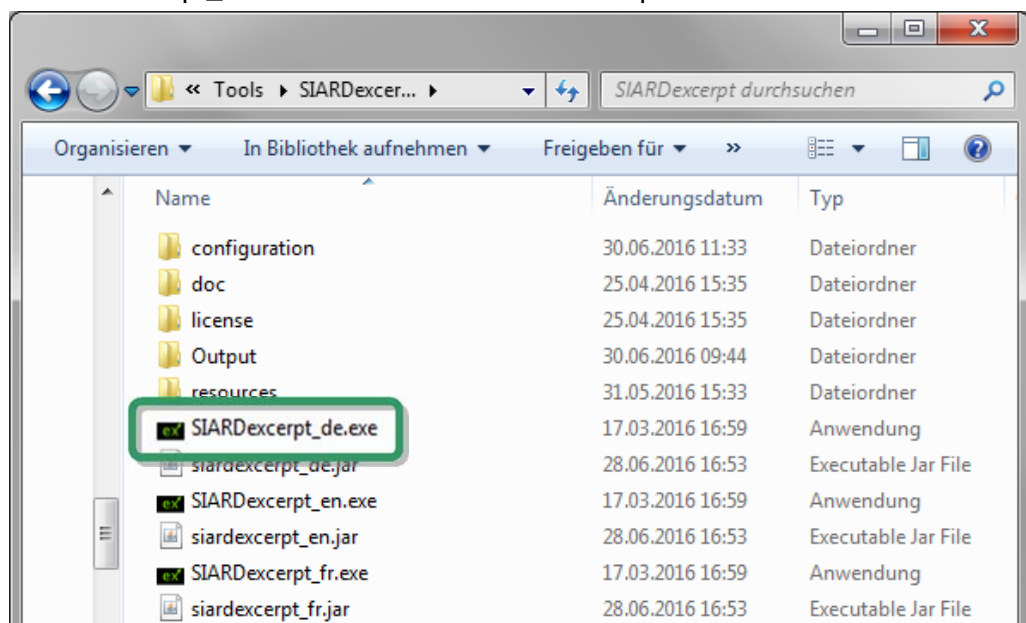 « Tools ▸ SIARDexcer... ▸ SIARDexcerpt durchsuchen
Organisieren ▾ In Bibliothek aufnehmen ▾ Freigeben für ▾ »
Name Änderungsdatum Typ
configuration 30.06.2016 11:33 Dateiordner
doc 25.04.2016 15:35 Dateiordner
license 25.04.2016 15:35 Dateiordner
Output 30.06.2016 09:44 Dateiordner
resources 31.05.2016 15:33 Dateiordner
SIARDexcerpt_de.exe 17.03.2016 16:59 Anwendung
siardexcerpt_de.jar 28.06.2016 16:53 Executable Jar File
SIARDexcerpt_en.exe 17.03.2016 16:59 Anwendung
siardexcerpt_en.jar 28.06.2016 16:53 Executable Jar File
SIARDexcerpt_fr.exe 17.03.2016 16:59 Anwendung
siardexcerpt_fr.jar 28.06.2016 16:53 Executable Jar File